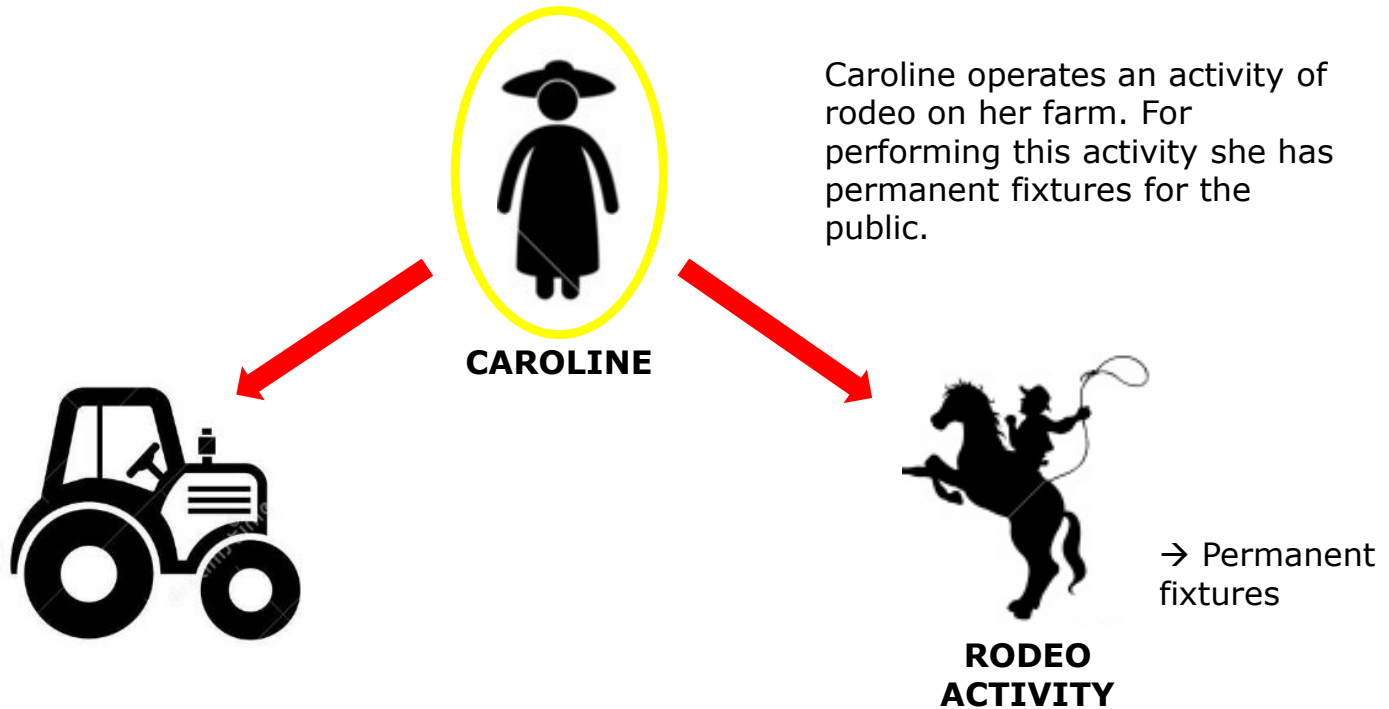 Caroline operates an activity of
rodeo on her farm. For
performing this activity she has
permanent fixtures for the
public.
CAROLINE
→ Permanent
fixtures
RODEO
ACTIVITY